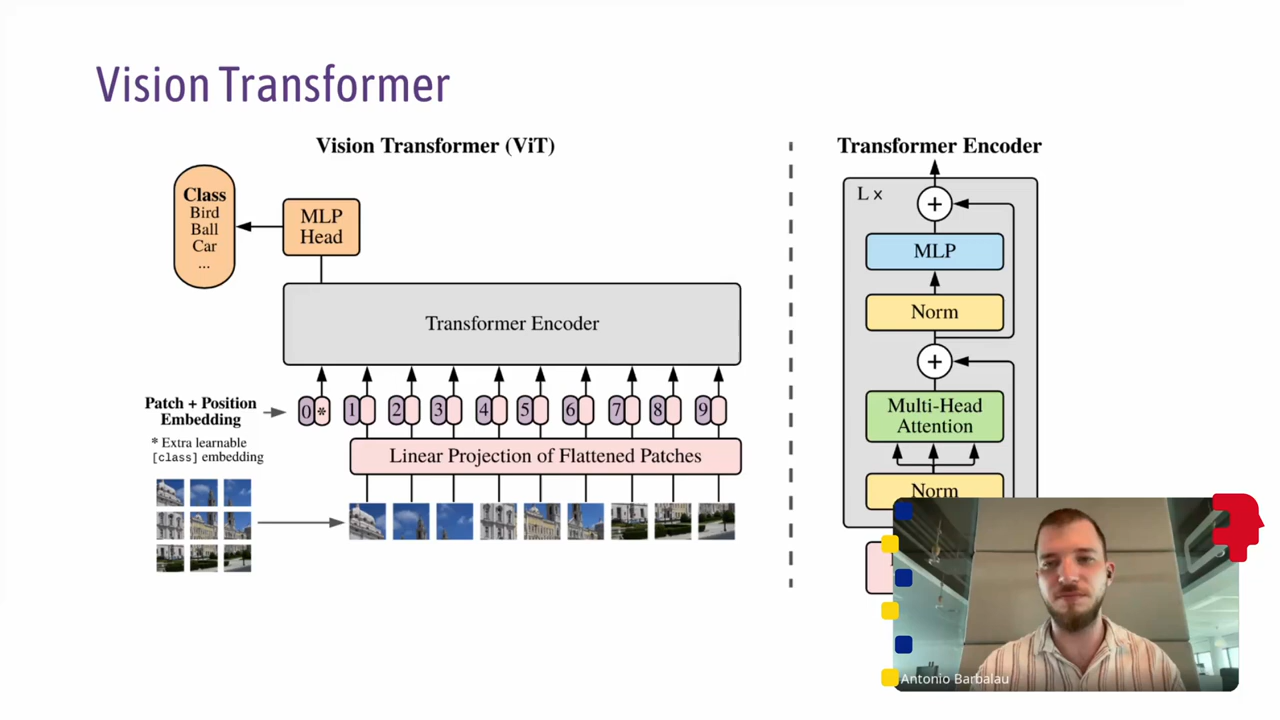 Vision Transformer
Vision Transformer (ViT)
Class
Bird
Ball
Car
...
MLP
Head
Transformer Encoder
Patch + Position
Embedding
* Extra learnable
[class] embedding
0 * 1 2 3 4 5 6 7 8 9
Linear Projection of Flattened Patches
Transformer Encoder
L x
+
MLP
Norm
+
Multi-Head
Attention
Norm
Antonio Barbalau